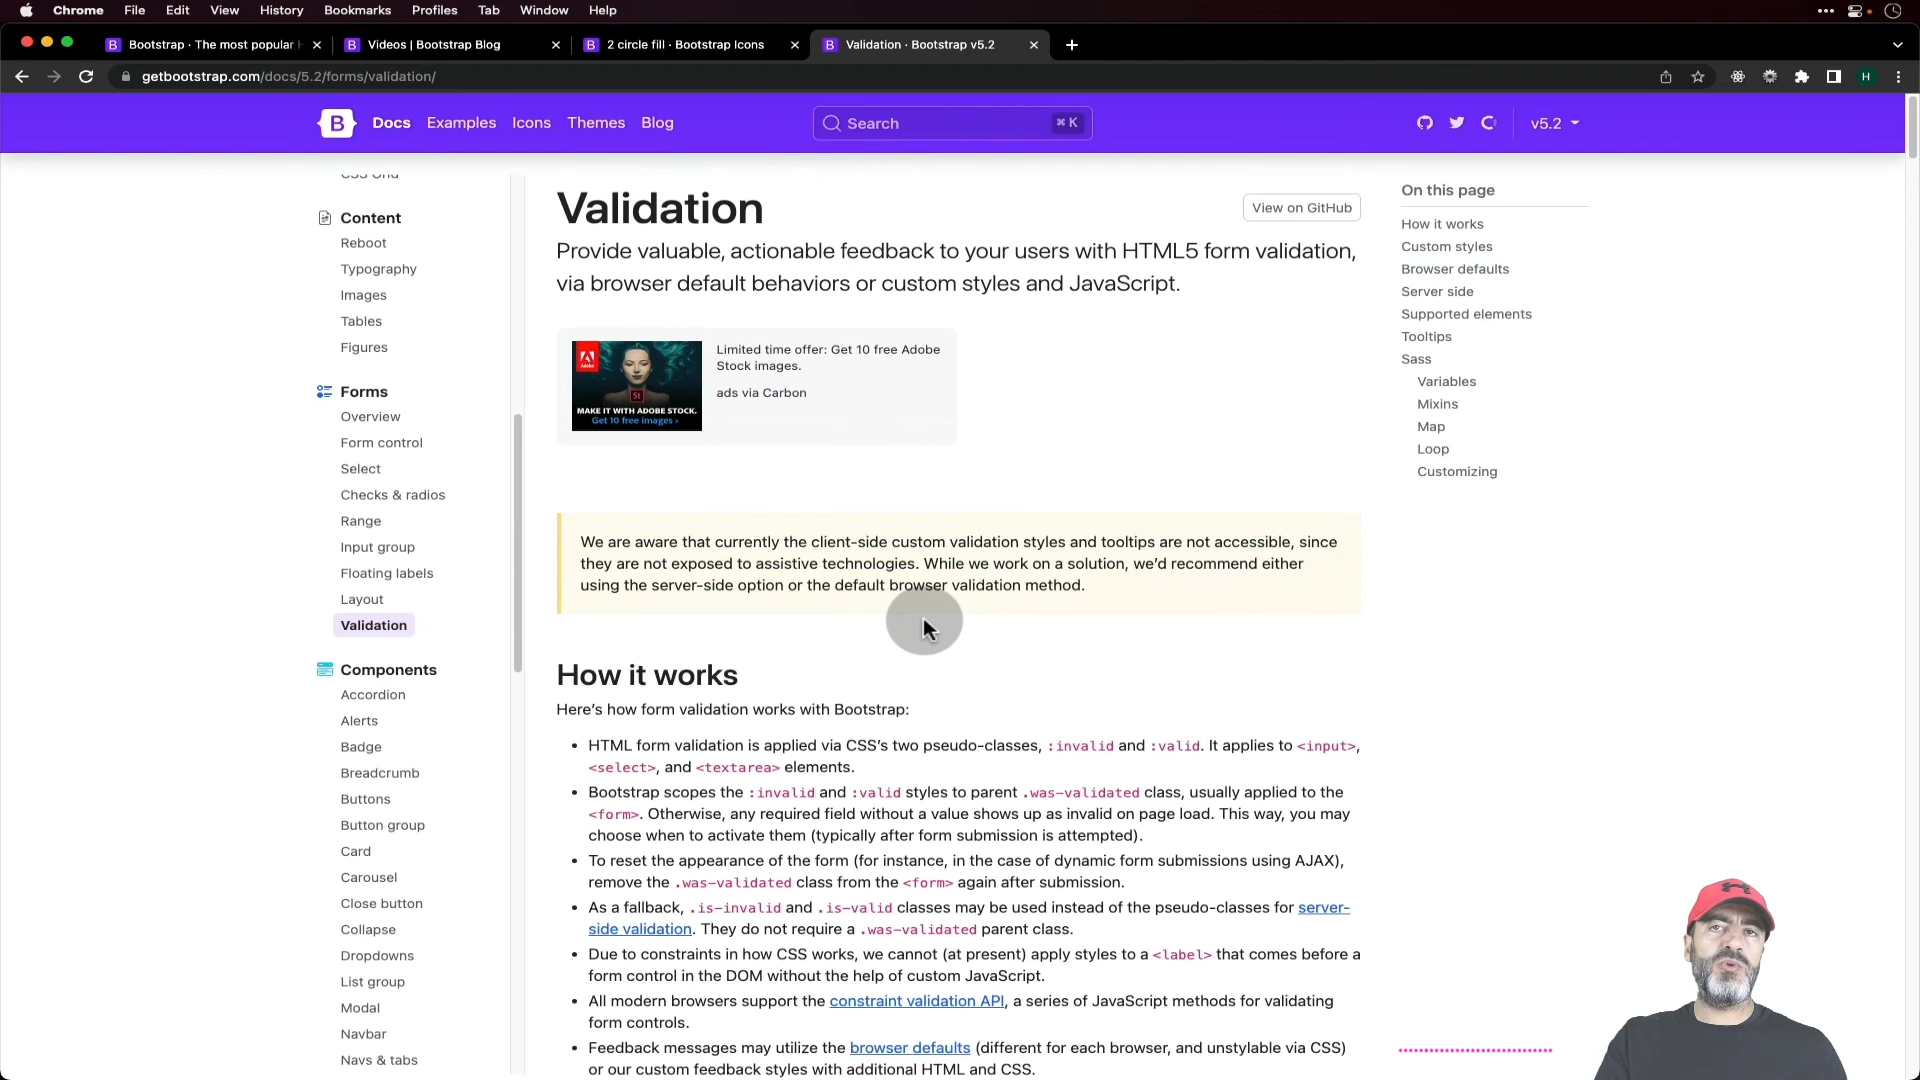 Chrome File Edit View History Bookmarks Profiles Tab Window Help
Bootstrap · The most popular H
Videos | Bootstrap Blog
2 circle fill · Bootstrap Icons
Validation · Bootstrap v5.2
getbootstrap.com/docs/5.2/forms/validation/
H
B Docs Examples Icons Themes Blog
Search ⌘ K
v5.2
CSS Grid
Content
Reboot
Typography
Images
Tables
Figures
Forms
Overview
Form control
Select
Checks & radios
Range
Input group
Floating labels
Layout
Validation
Components
Accordion
Alerts
Badge
Breadcrumb
Buttons
Button group
Card
Carousel
Close button
Collapse
Dropdowns
List group
Modal
Navbar
Navs & tabs
Validation
View on GitHub
Provide valuable, actionable feedback to your users with HTML5 form validation,
via browser default behaviors or custom styles and JavaScript.
Adobe
St
MAKE IT WITH ADOBE STOCK.
Get 10 free images ›
Limited time offer: Get 10 free Adobe
Stock images.
ads via Carbon
We are aware that currently the client-side custom validation styles and tooltips are not accessible, since
they are not exposed to assistive technologies. While we work on a solution, we’d recommend either
using the server-side option or the default browser validation method.
How it works
Here’s how form validation works with Bootstrap:
• HTML form validation is applied via CSS’s two pseudo-classes, :invalid and :valid. It applies to <input>,
<select>, and <textarea> elements.
• Bootstrap scopes the :invalid and :valid styles to parent .was-validated class, usually applied to the
<form>. Otherwise, any required field without a value shows up as invalid on page load. This way, you may
choose when to activate them (typically after form submission is attempted).
• To reset the appearance of the form (for instance, in the case of dynamic form submissions using AJAX),
remove the .was-validated class from the <form> again after submission.
• As a fallback, .is-invalid and .is-valid classes may be used instead of the pseudo-classes for server-
side validation. They do not require a .was-validated parent class.
• Due to constraints in how CSS works, we cannot (at present) apply styles to a <label> that comes before a
form control in the DOM without the help of custom JavaScript.
• All modern browsers support the constraint validation API, a series of JavaScript methods for validating
form controls.
• Feedback messages may utilize the browser defaults (different for each browser, and unstylable via CSS)
or our custom feedback styles with additional HTML and CSS.
On this page
How it works
Custom styles
Browser defaults
Server side
Supported elements
Tooltips
Sass
Variables
Mixins
Map
Loop
Customizing